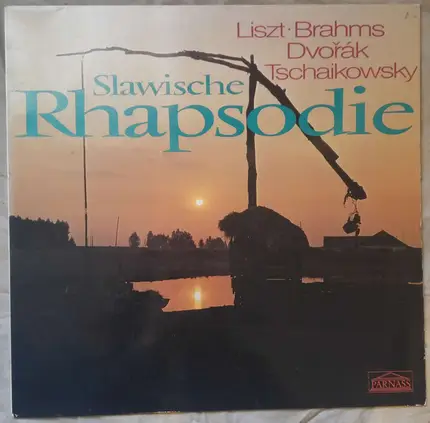 Liszt · Brahms
Dvořák
Tschaikowsky
Slawische
Rhapsodie
PARNASS